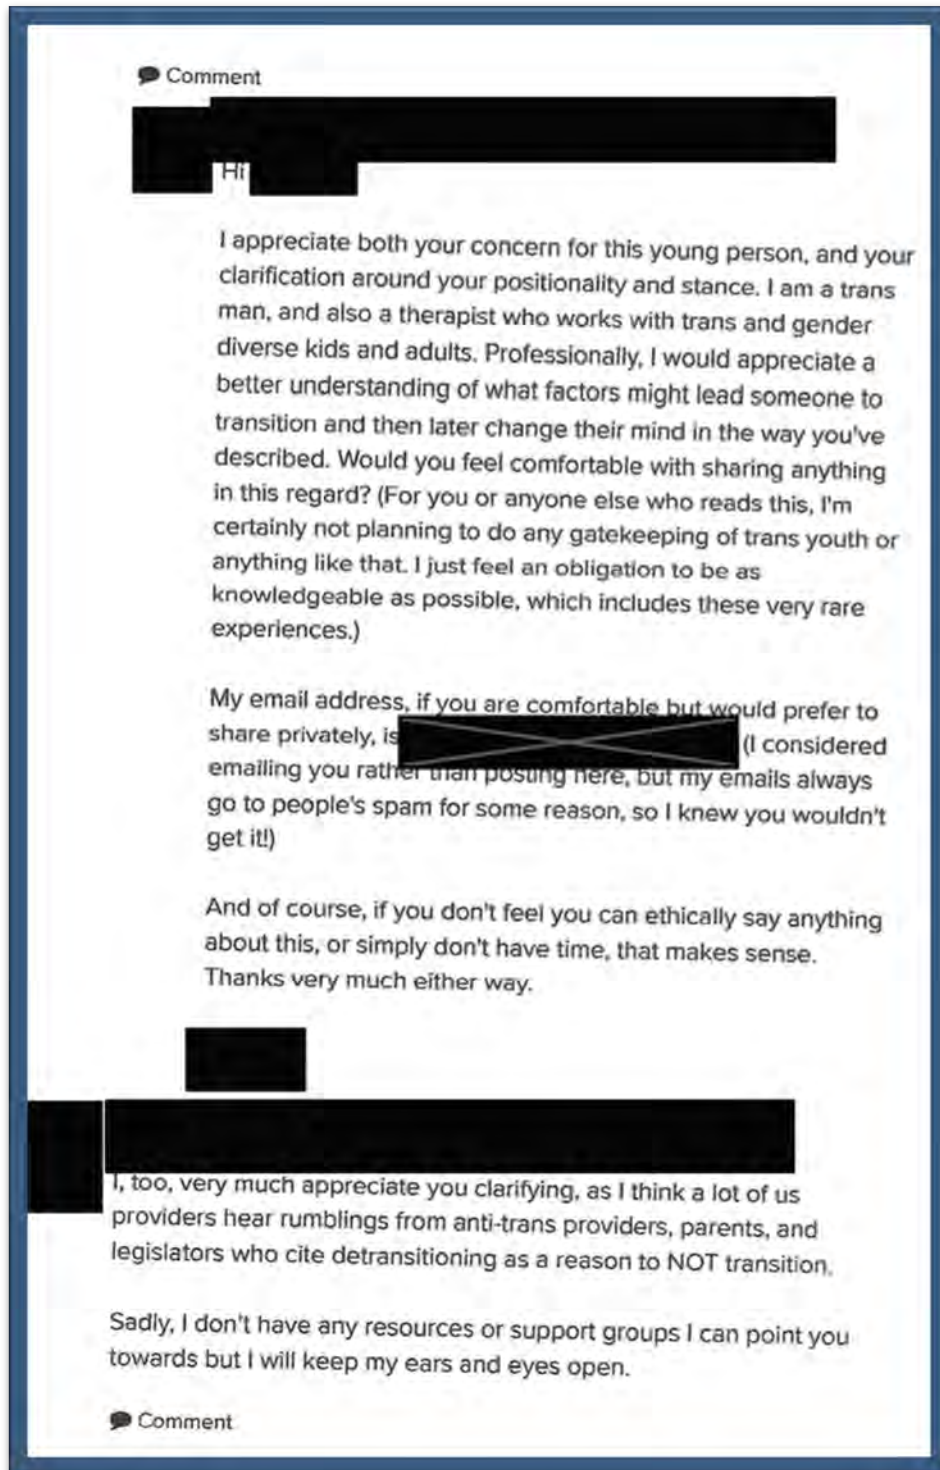 Comment
Hi
I appreciate both your concern for this young person, and your
clarification around your positionality and stance. I am a trans
man, and also a therapist who works with trans and gender
diverse kids and adults. Professionally, I would appreciate a
better understanding of what factors might lead someone to
transition and then later change their mind in the way you've
described. Would you feel comfortable with sharing anything
in this regard? (For you or anyone else who reads this, I'm
certainly not planning to do any gatekeeping of trans youth or
anything like that. I just feel an obligation to be as
knowledgeable as possible, which includes these very rare
experiences.)
My email address, if you are comfortable but would prefer to
share privately, is (I considered
emailing you rather than posting here, but my emails always
go to people's spam for some reason, so I knew you wouldn't
get it!)
And of course, if you don't feel you can ethically say anything
about this, or simply don't have time, that makes sense.
Thanks very much either way.
I, too, very much appreciate you clarifying, as I think a lot of us
providers hear rumblings from anti-trans providers, parents, and
legislators who cite detransitioning as a reason to NOT transition.
Sadly, I don't have any resources or support groups I can point you
towards but I will keep my ears and eyes open.
Comment